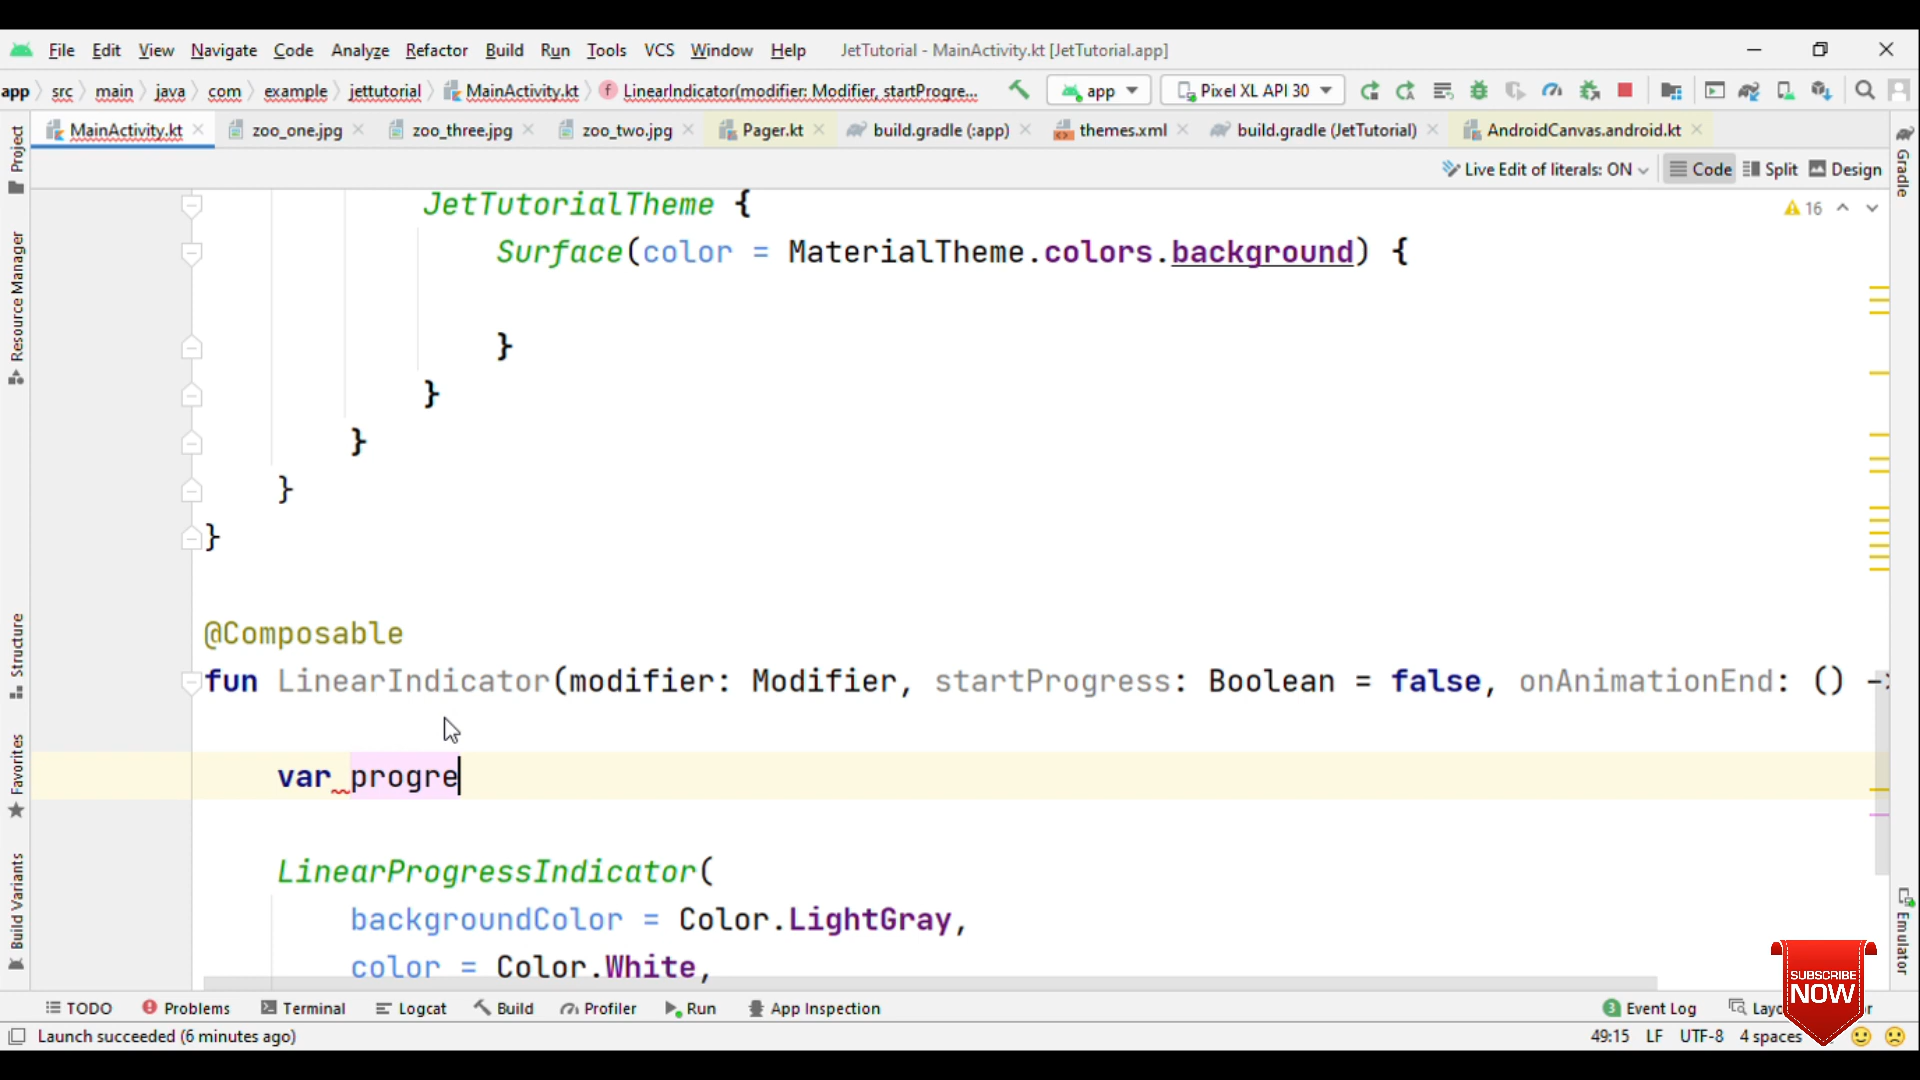 File Edit View Navigate Code Analyze Refactor Build Run Tools VCS Window Help JetTutorial - MainActivity.kt [JetTutorial.app]
app src main java com example jettutorial MainActivity.kt LinearIndicator(modifier: Modifier, startProgre... app Pixel XL API 30
MainActivity.kt zoo_one.jpg zoo_three.jpg zoo_two.jpg Pager.kt build.gradle (:app) themes.xml build.gradle (JetTutorial) AndroidCanvas.android.kt
Live Edit of literals: ON Code Split Design
Project
Resource Manager
Structure
Favorites
Build Variants
16
JetTutorialTheme {
Surface(color = MaterialTheme.colors.background) {
}
}
}
}
}
@Composable
fun LinearIndicator(modifier: Modifier, startProgress: Boolean = false, onAnimationEnd: () -
var progre
LinearProgressIndicator(
backgroundColor = Color.LightGray,
color = Color.White,
Gradle
Emulator
SUBSCRIBE
NOW
TODO Problems Terminal Logcat Build Profiler Run App Inspection 3 Event Log
Launch succeeded (6 minutes ago) 49:15 LF UTF-8 4 spaces